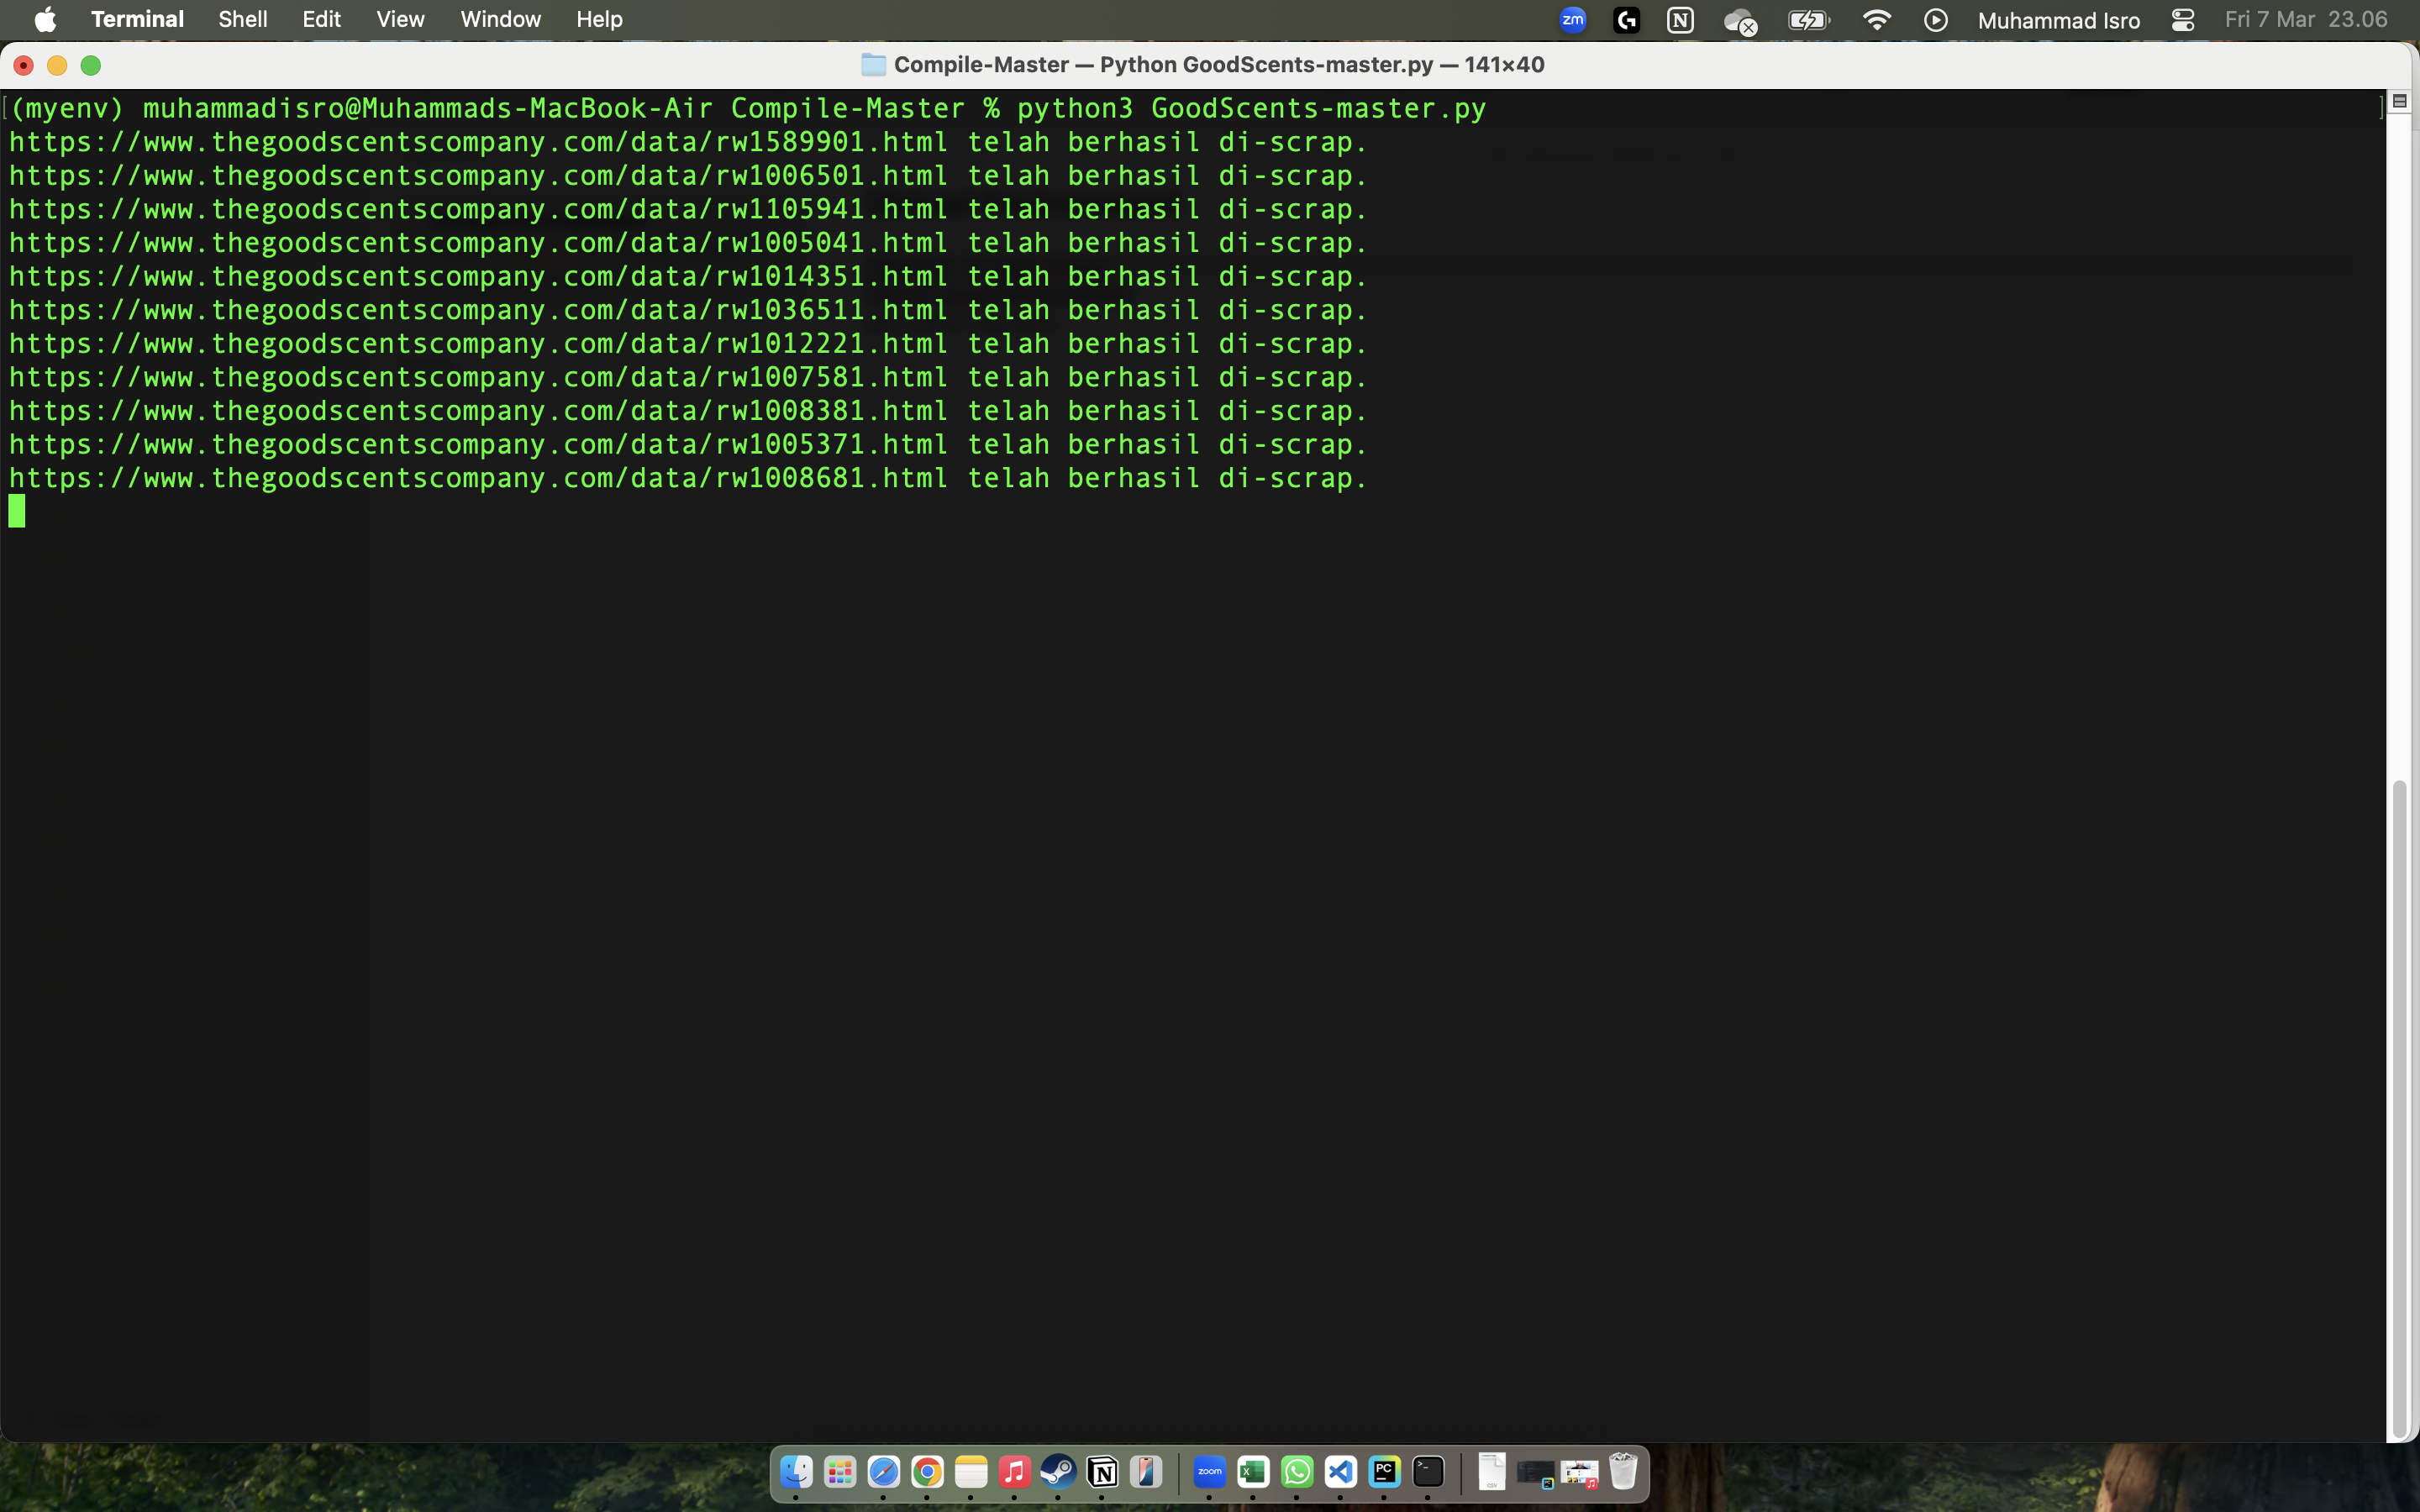 Terminal Shell Edit View Window Help zm Muhammad Isro Fri 7 Mar 23.06
Compile-Master — Python GoodScents-master.py — 141×40
[(myenv) muhammadisro@Muhammads-MacBook-Air Compile-Master % python3 GoodScents-master.py ]
https://www.thegoodscentscompany.com/data/rw1589901.html telah berhasil di-scrap.
https://www.thegoodscentscompany.com/data/rw1006501.html telah berhasil di-scrap.
https://www.thegoodscentscompany.com/data/rw1105941.html telah berhasil di-scrap.
https://www.thegoodscentscompany.com/data/rw1005041.html telah berhasil di-scrap.
https://www.thegoodscentscompany.com/data/rw1014351.html telah berhasil di-scrap.
https://www.thegoodscentscompany.com/data/rw1036511.html telah berhasil di-scrap.
https://www.thegoodscentscompany.com/data/rw1012221.html telah berhasil di-scrap.
https://www.thegoodscentscompany.com/data/rw1007581.html telah berhasil di-scrap.
https://www.thegoodscentscompany.com/data/rw1008381.html telah berhasil di-scrap.
https://www.thegoodscentscompany.com/data/rw1005371.html telah berhasil di-scrap.
https://www.thegoodscentscompany.com/data/rw1008681.html telah berhasil di-scrap.
zoom PC CSV